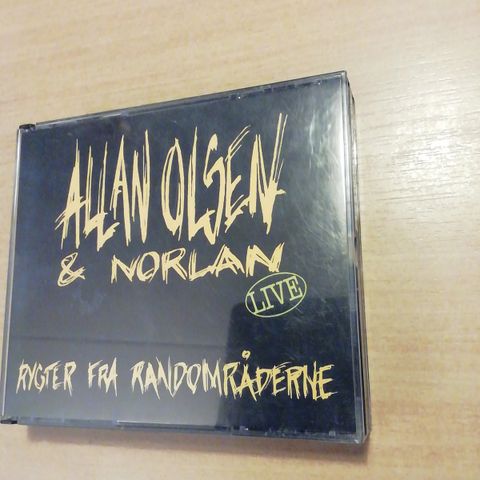 ALLAN OLSEN
& NORLAN
LIVE
RYGTER FRA RANDOMRÅDERNE